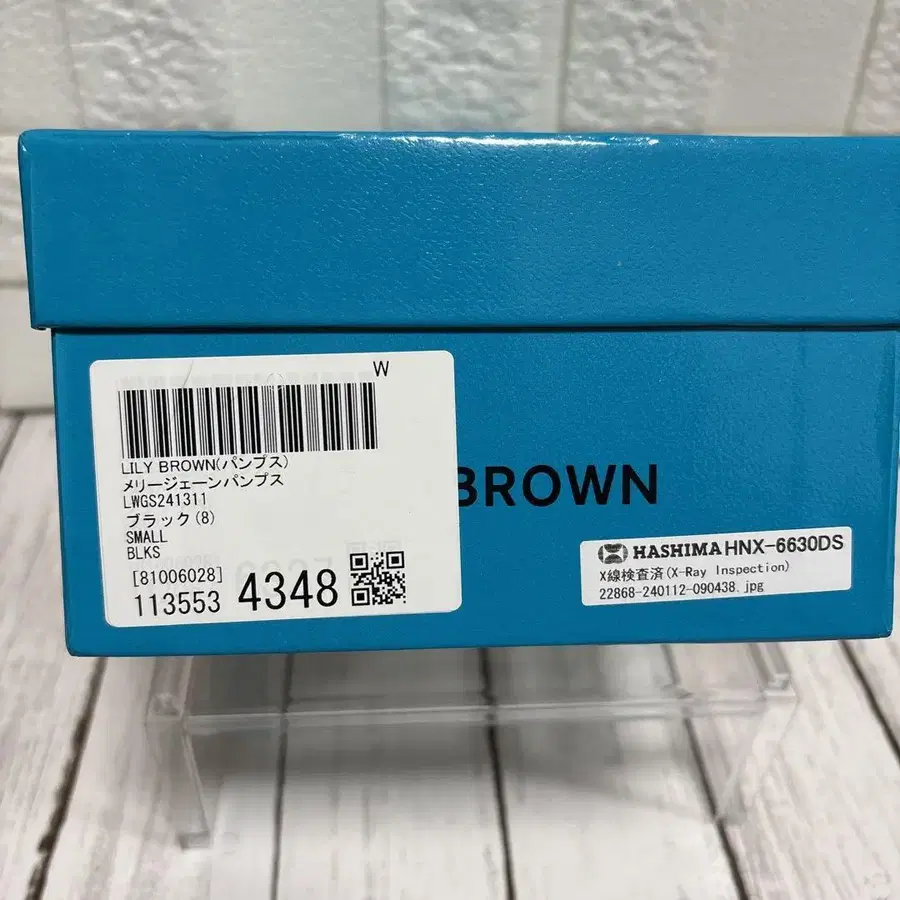 W
LILY BROWN(パンプス)
メリージェーンパンプス
LWGS241311
ブラック(8)
SMALL
BLKS
[81006028]
113553 4348
BROWN
HASHIMA HNX-6630DS
X線検査済(X-Ray Inspection)
22868-240112-090438.jpg